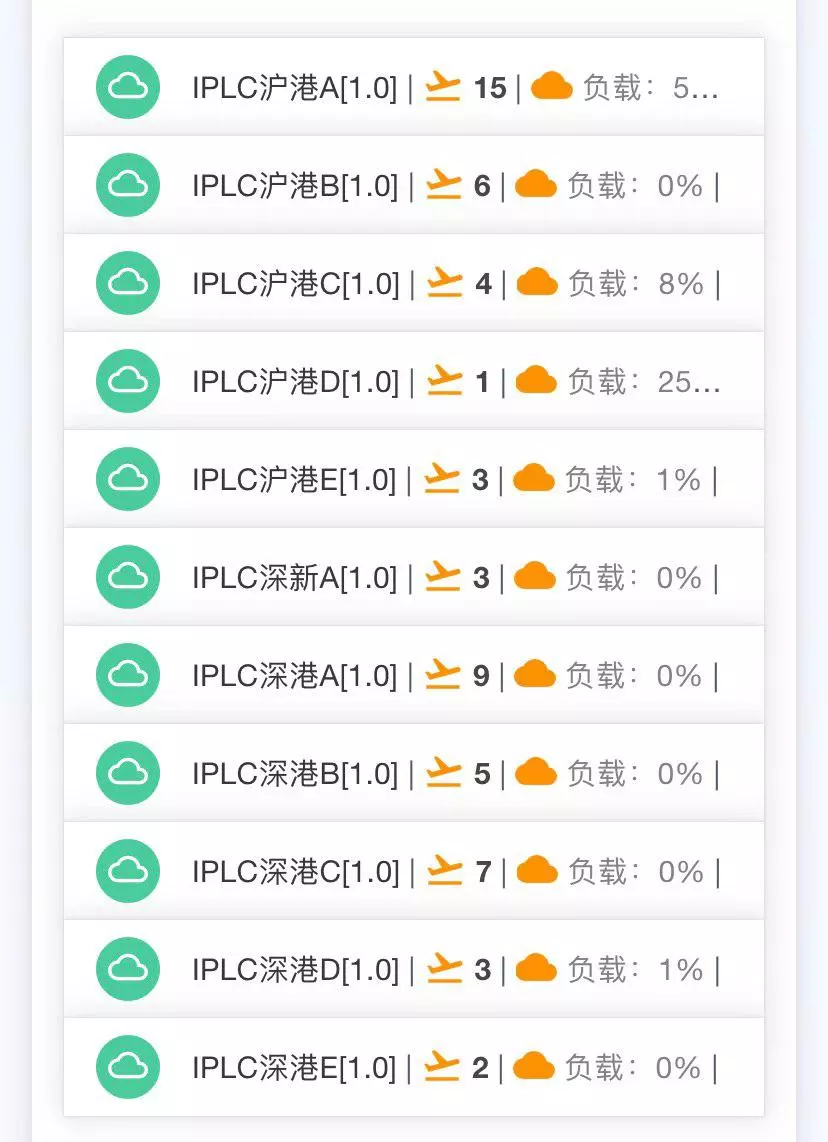 IPLC沪港A[1.0] | 15 | 负载：5...
IPLC沪港B[1.0] | 6 | 负载：0% |
IPLC沪港C[1.0] | 4 | 负载：8% |
IPLC沪港D[1.0] | 1 | 负载：25...
IPLC沪港E[1.0] | 3 | 负载：1% |
IPLC深新A[1.0] | 3 | 负载：0% |
IPLC深港A[1.0] | 9 | 负载：0% |
IPLC深港B[1.0] | 5 | 负载：0% |
IPLC深港C[1.0] | 7 | 负载：0% |
IPLC深港D[1.0] | 3 | 负载：1% |
IPLC深港E[1.0] | 2 | 负载：0% |